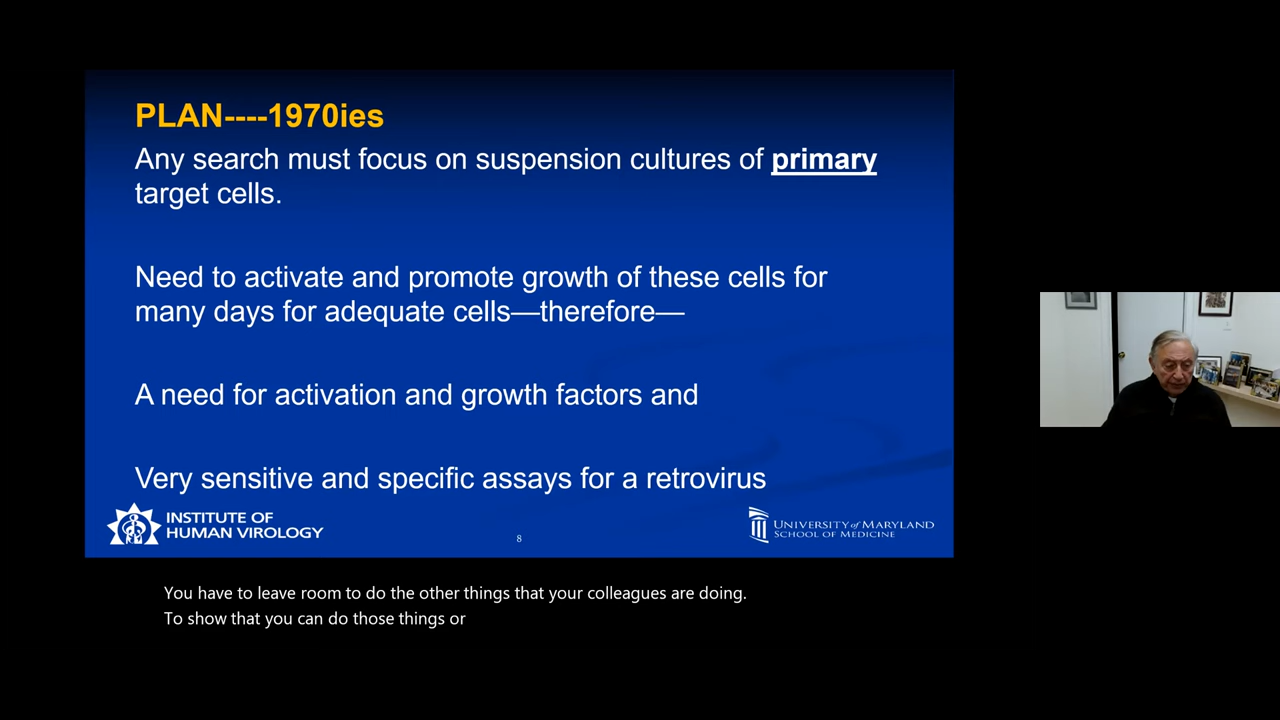 PLAN----1970ies
Any search must focus on suspension cultures of primary
target cells.
Need to activate and promote growth of these cells for
many days for adequate cells—therefore—
A need for activation and growth factors and
Very sensitive and specific assays for a retrovirus
INSTITUTE OF
HUMAN VIROLOGY
8
UNIVERSITY of MARYLAND
SCHOOL OF MEDICINE
You have to leave room to do the other things that your colleagues are doing.
To show that you can do those things or